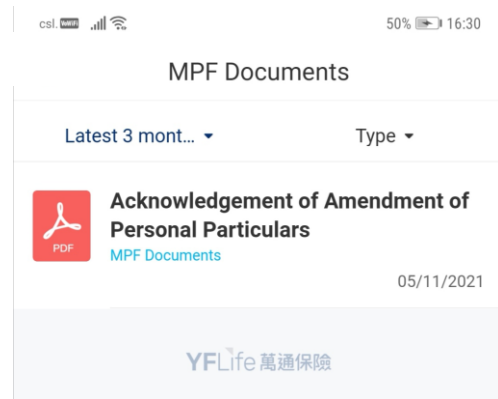 csl. VoWiFi 50% 16:30
MPF Documents
Latest 3 mont... Type
PDF
Acknowledgement of Amendment of
Personal Particulars
MPF Documents
05/11/2021
YFLife 萬通保險